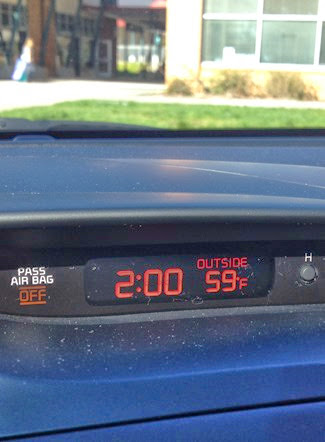 PASS
AIR BAG
OFF
OUTSIDE
2:00 59°F
H